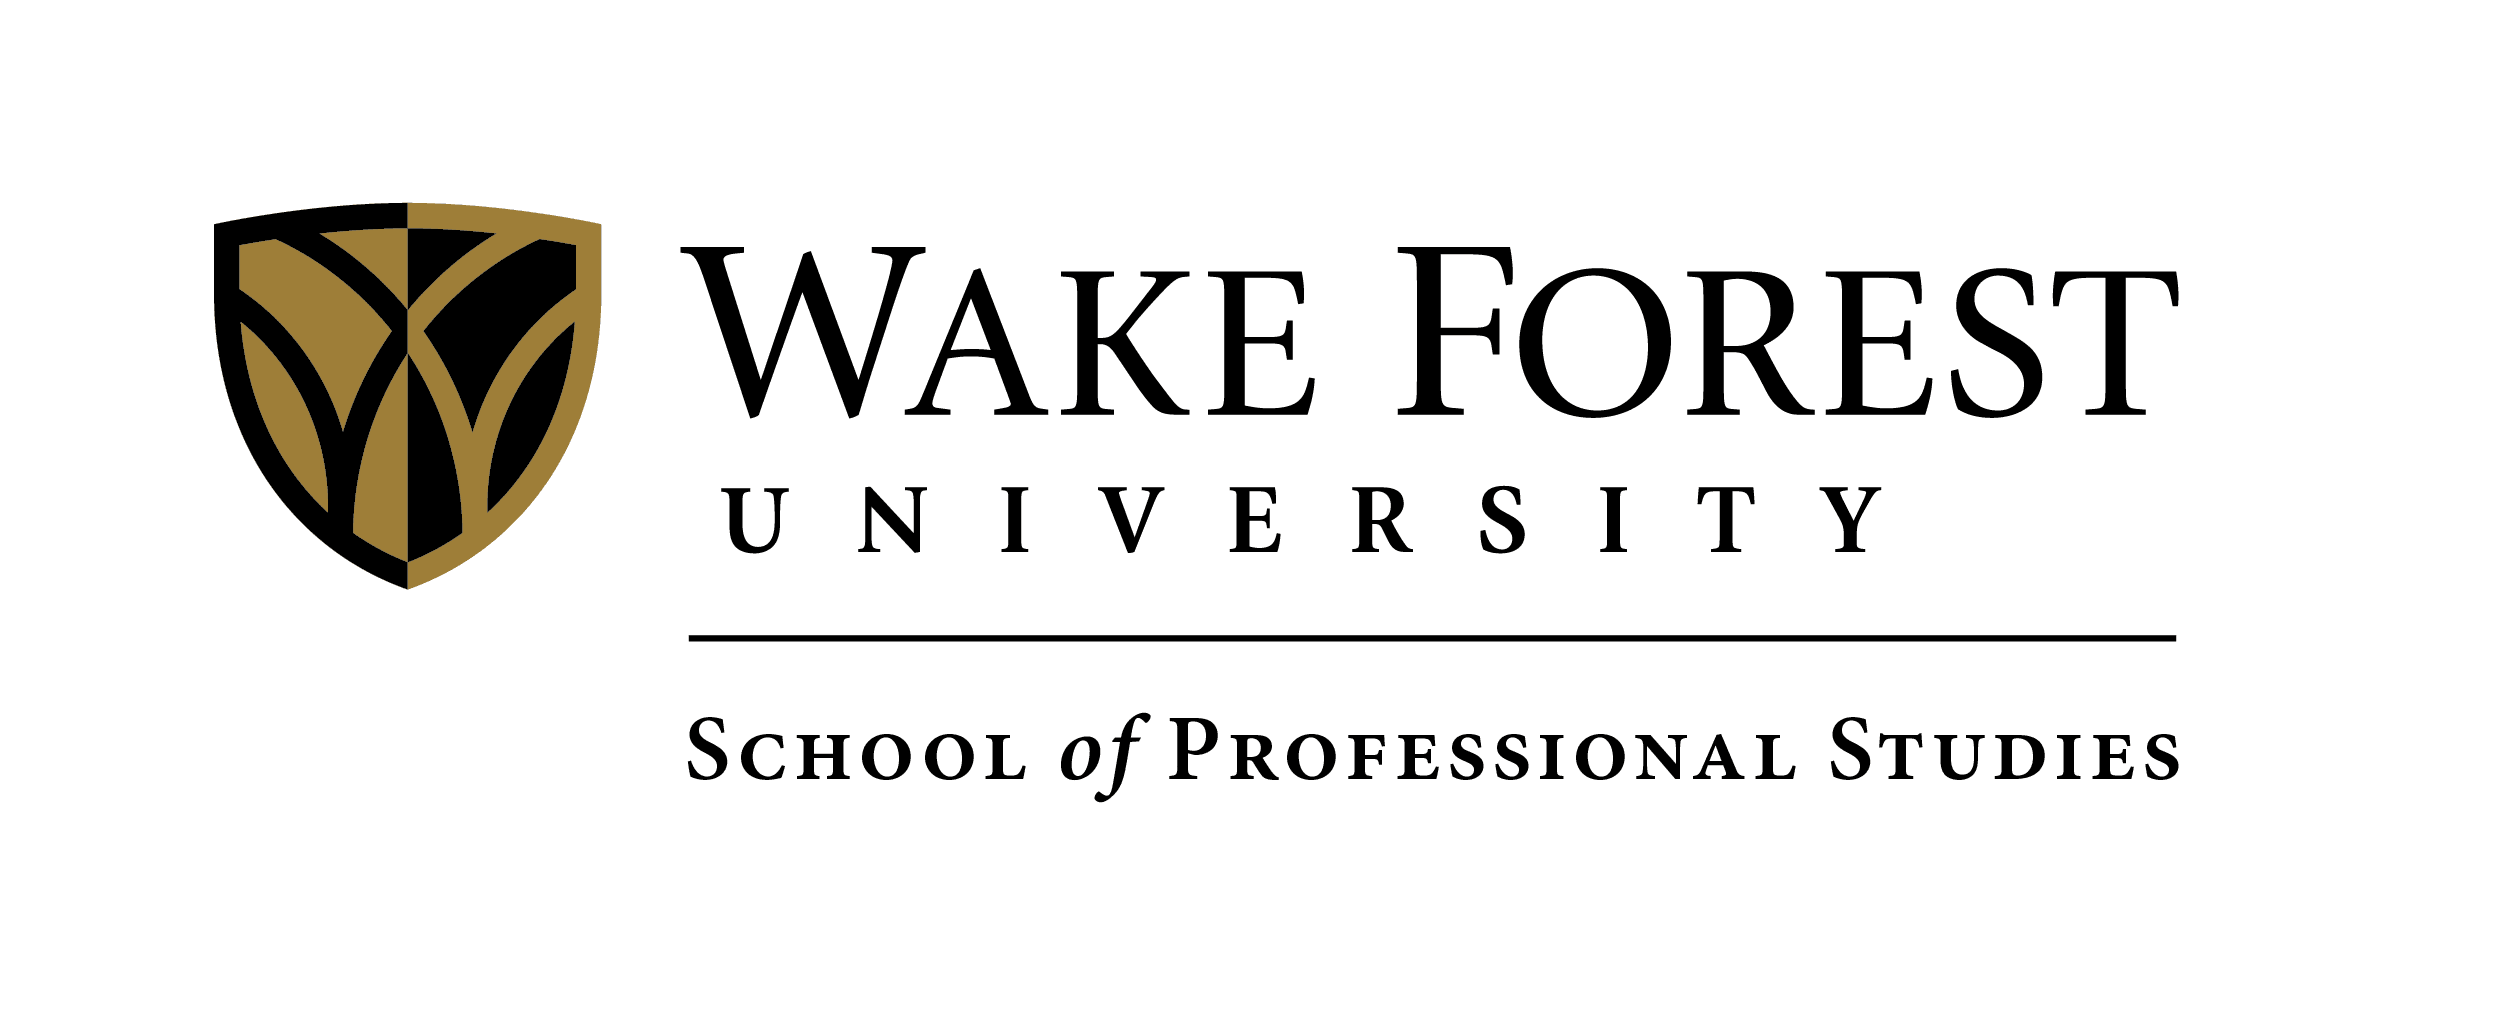 WAKE FOREST
UNIVERSITY
SCHOOL of PROFESSIONAL STUDIES